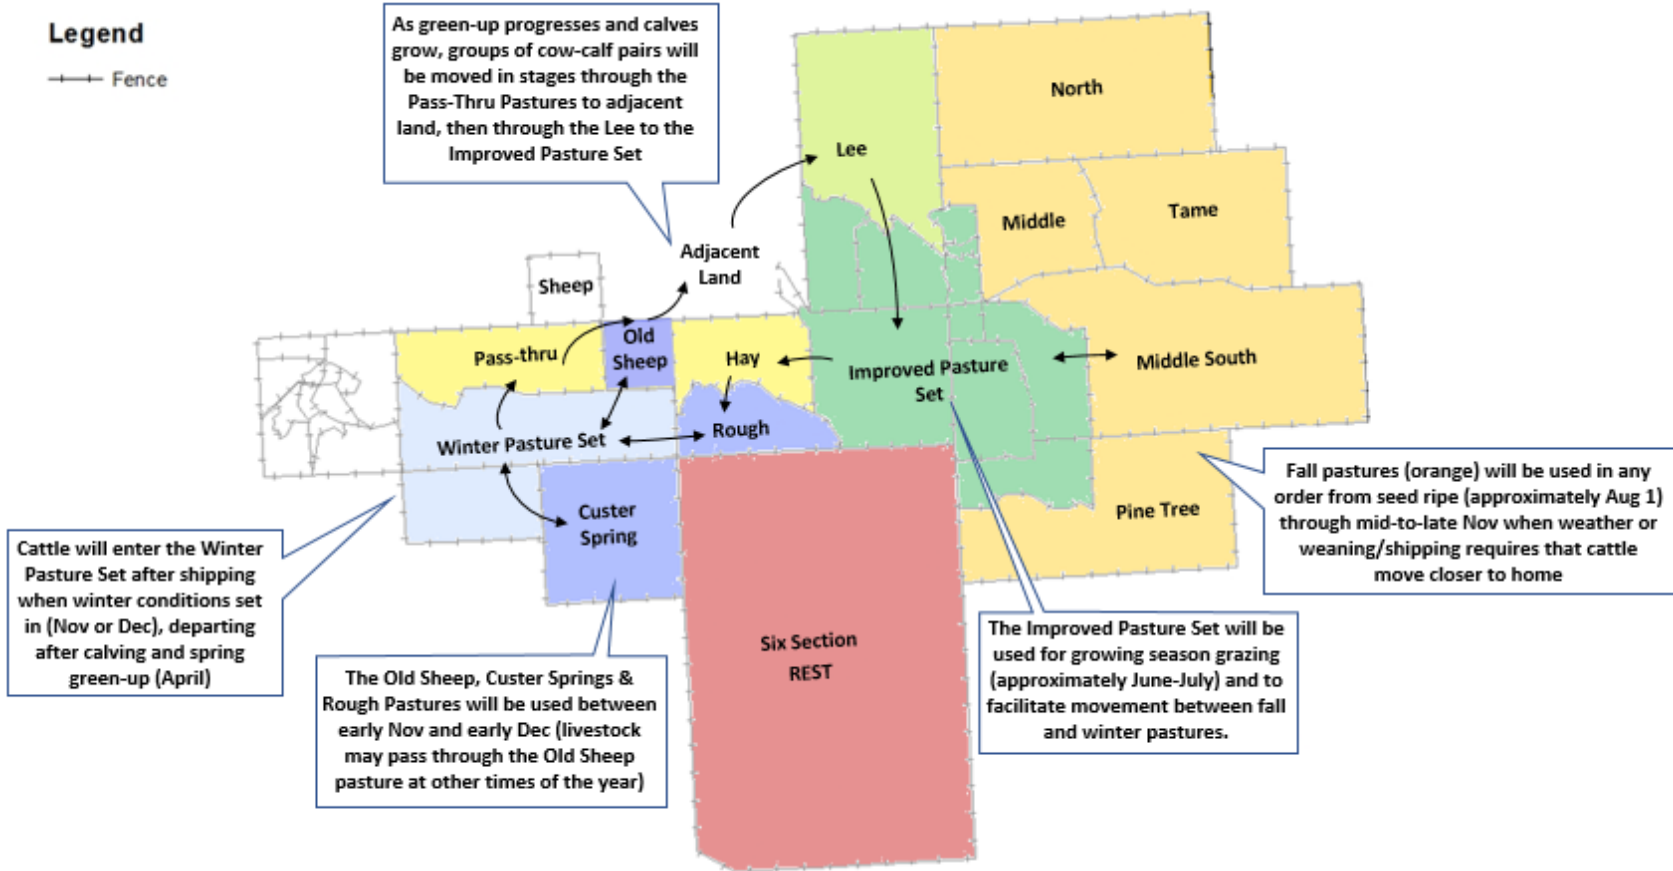 Legend
Fence
As green-up progresses and calves
grow, groups of cow-calf pairs will
be moved in stages through the
Pass-Thru Pastures to adjacent
land, then through the Lee to the
Improved Pasture Set
North
Lee
Middle
Tame
Adjacent
Land
Sheep
Pass-thru
Old
Sheep
Hay
Improved Pasture
Set
Middle South
Winter Pasture Set
Rough
Custer
Spring
Pine Tree
Six Section
REST
Fall pastures (orange) will be used in any
order from seed ripe (approximately Aug 1)
through mid-to-late Nov when weather or
weaning/shipping requires that cattle
move closer to home
Cattle will enter the Winter
Pasture Set after shipping
when winter conditions set
in (Nov or Dec), departing
after calving and spring
green-up (April)
The Old Sheep, Custer Springs &
Rough Pastures will be used between
early Nov and early Dec (livestock
may pass through the Old Sheep
pasture at other times of the year)
The Improved Pasture Set will be
used for growing season grazing
(approximately June-July) and to
facilitate movement between fall
and winter pastures.